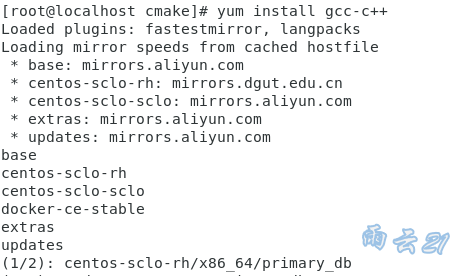 [root@localhost cmake]# yum install gcc-c++
Loaded plugins: fastestmirror, langpacks
Loading mirror speeds from cached hostfile
 * base: mirrors.aliyun.com
 * centos-sclo-rh: mirrors.dgut.edu.cn
 * centos-sclo-sclo: mirrors.aliyun.com
 * extras: mirrors.aliyun.com
 * updates: mirrors.aliyun.com
base
centos-sclo-rh
centos-sclo-sclo
docker-ce-stable
extras
updates
雨云21
(1/2): centos-sclo-rh/x86_64/primary_db